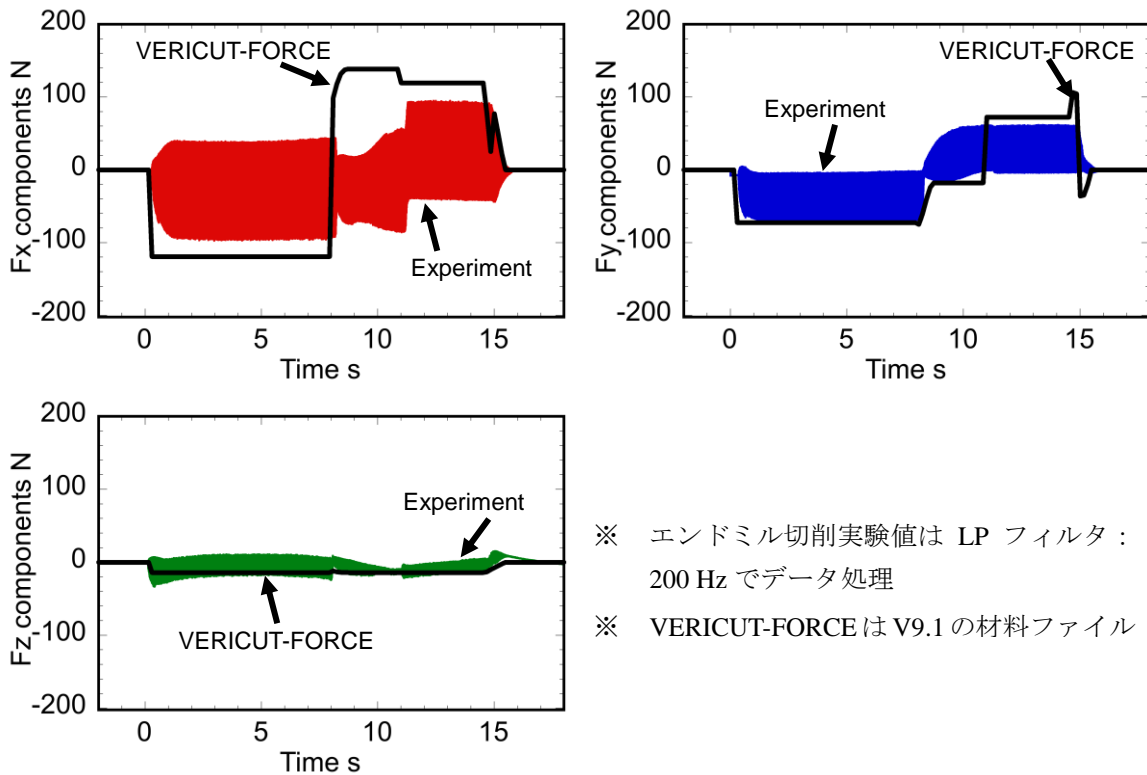 200
100
0
-100
-200
Fx components N
VERICUT-FORCE
Experiment
0
5
10
15
Time s
200
100
0
-100
-200
Fy components N
VERICUT-FORCE
Experiment
0
5
10
15
Time s
200
100
0
-100
-200
Fz components N
Experiment
VERICUT-FORCE
0
5
10
15
Time s
※ エンドミル切削実験値は LP フィルタ：
200 Hz でデータ処理
※ VERICUT-FORCE は V9.1 の材料ファイル